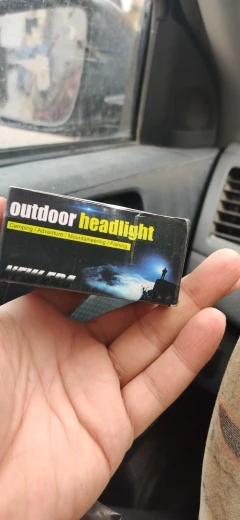 outdoor headlight
Camping / Adventure / Mountaineering / Fishing